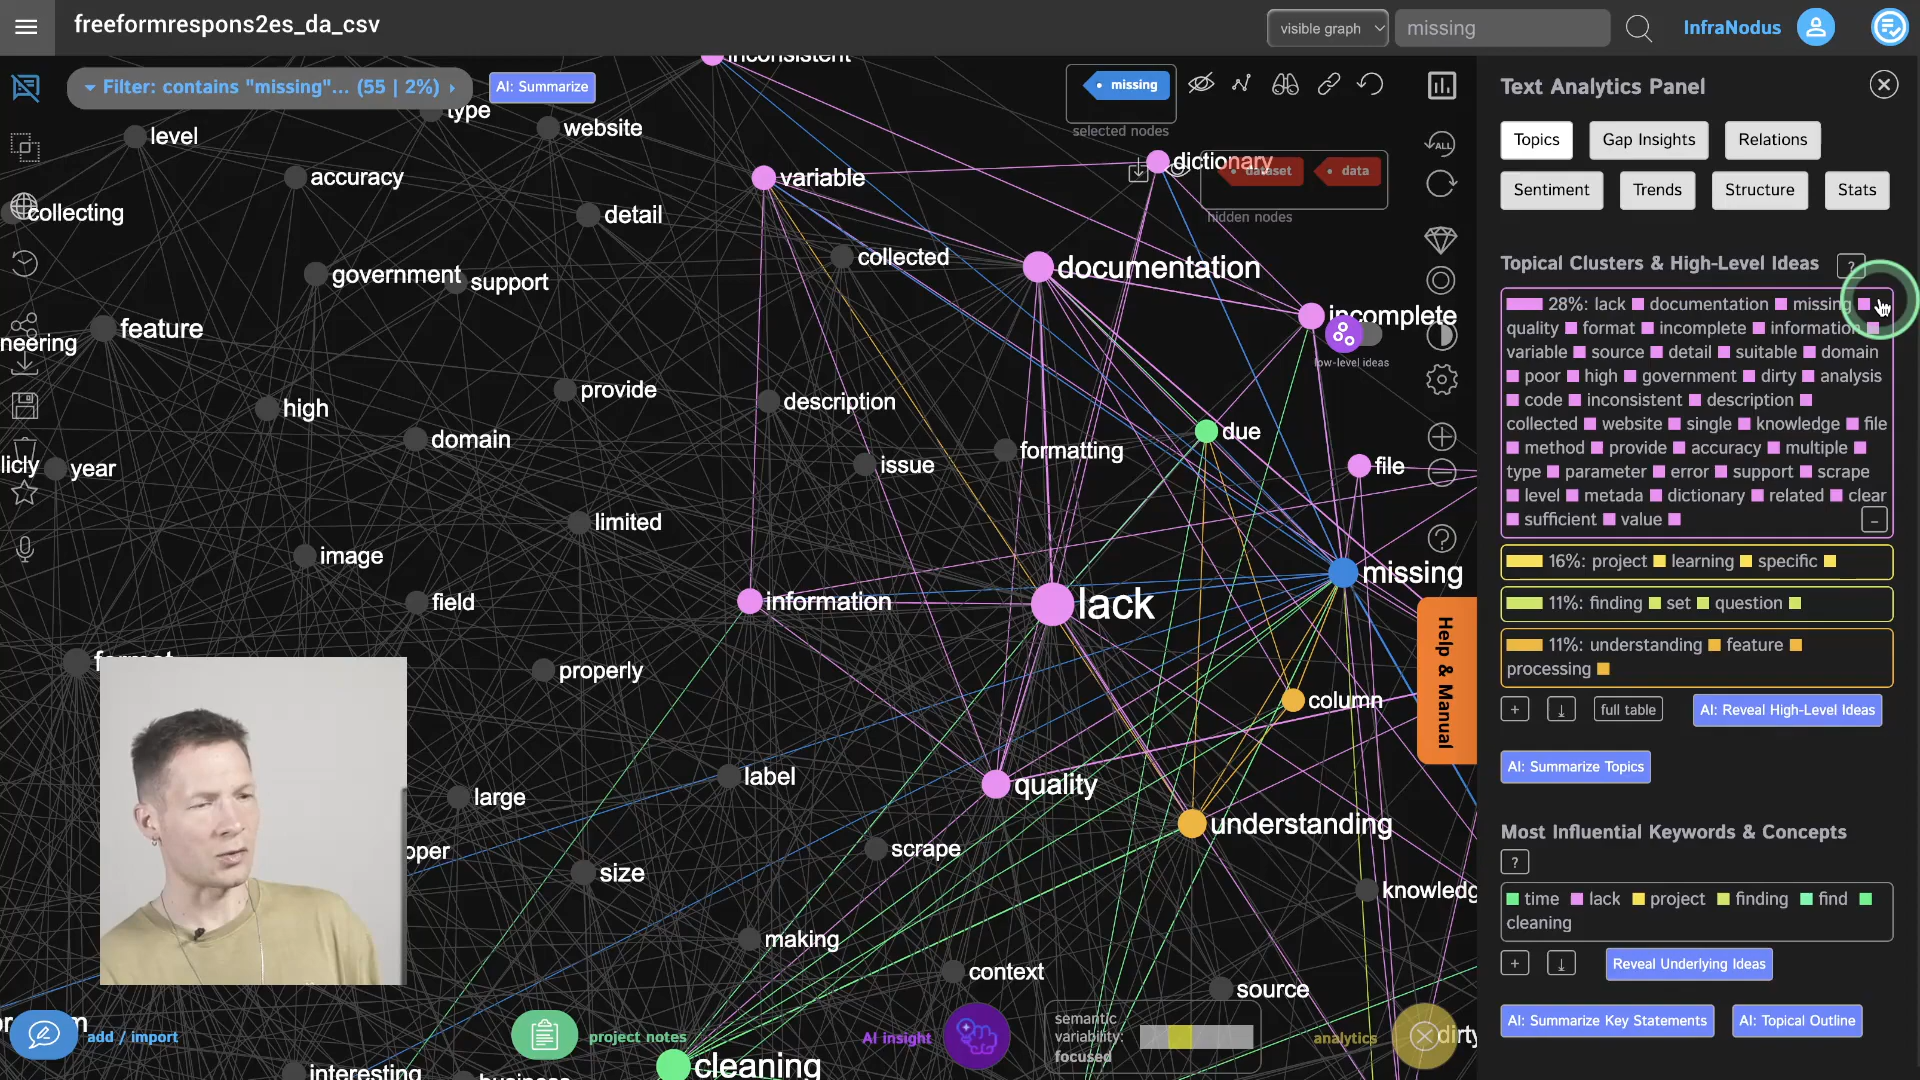 freeformrespons2es_da_csv
visible graph
missing
InfraNodus
Filter: contains "missing"... (55 | 2%)
AI: Summarize
missing
selected nodes
dataset
data
hidden nodes
inconsistent
type
level
website
accuracy
variable
dictionary
collecting
detail
collected
documentation
government
support
feature
incomplete
low-level ideas
neering
provide
description
high
due
domain
formatting
issue
file
licly
year
limited
image
missing
field
information
lack
properly
column
label
quality
large
understanding
scrape
size
knowledg
making
context
source
cleaning
interesting
dirty
Help & Manual
add / import
project notes
AI insight
semantic
variability:
focused
analytics
Text Analytics Panel
Topics
Gap Insights
Relations
Sentiment
Trends
Structure
Stats
Topical Clusters & High-Level Ideas
?
28%: lack documentation missing
quality format incomplete information
variable source detail suitable domain
poor high government dirty analysis
code inconsistent description
collected website single knowledge file
method provide accuracy multiple
type parameter error support scrape
level metada dictionary related clear
sufficient value
16%: project learning specific
11%: finding set question
11%: understanding feature
processing
+
full table
AI: Reveal High-Level Ideas
AI: Summarize Topics
Most Influential Keywords & Concepts
?
time lack project finding find
cleaning
+
Reveal Underlying Ideas
AI: Summarize Key Statements
AI: Topical Outline